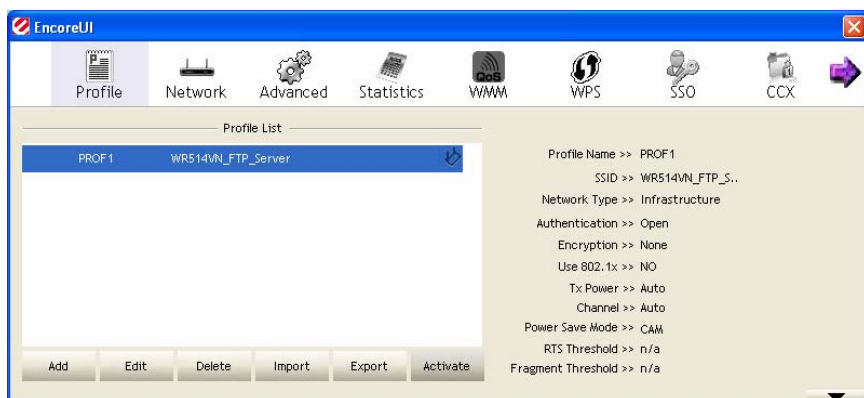 EncoreUI
Profile Network Advanced Statistics QoS WMM WPS SSO CCX
Profile List
PROF1 WR514VN_FTP_Server
Add Edit Delete Import Export Activate
Profile Name >> PROF1
SSID >> WR514VN_FTP_S..
Network Type >> Infrastructure
Authentication >> Open
Encryption >> None
Use 802.1x >> NO
Tx Power >> Auto
Channel >> Auto
Power Save Mode >> CAM
RTS Threshold >> n/a
Fragment Threshold >> n/a